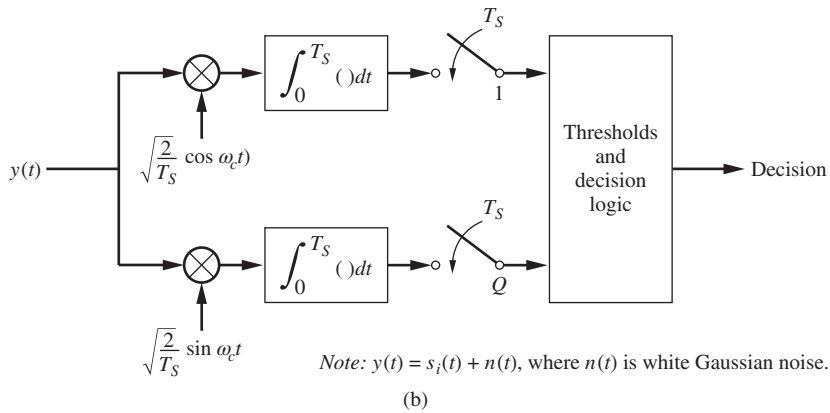 T_S
∫_0^{T_S} ( )dt
1
y(t)
√(2/T_S) cos ω_c t)
Thresholds
and
decision
logic
Decision
T_S
∫_0^{T_S} ( )dt
Q
√(2/T_S) sin ω_c t
Note: y(t) = s_i(t) + n(t), where n(t) is white Gaussian noise.
(b)